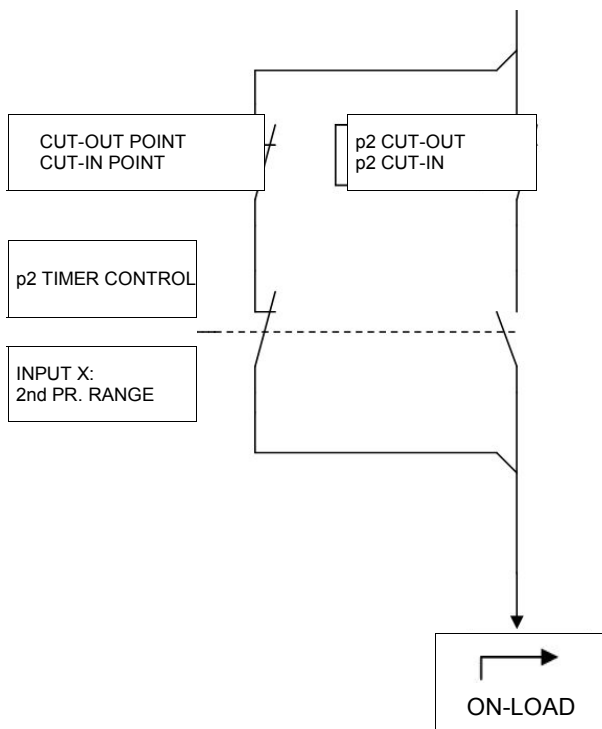 CUT-OUT POINT
CUT-IN POINT
p2 CUT-OUT
p2 CUT-IN
p2 TIMER CONTROL
INPUT X:
2nd PR. RANGE
ON-LOAD